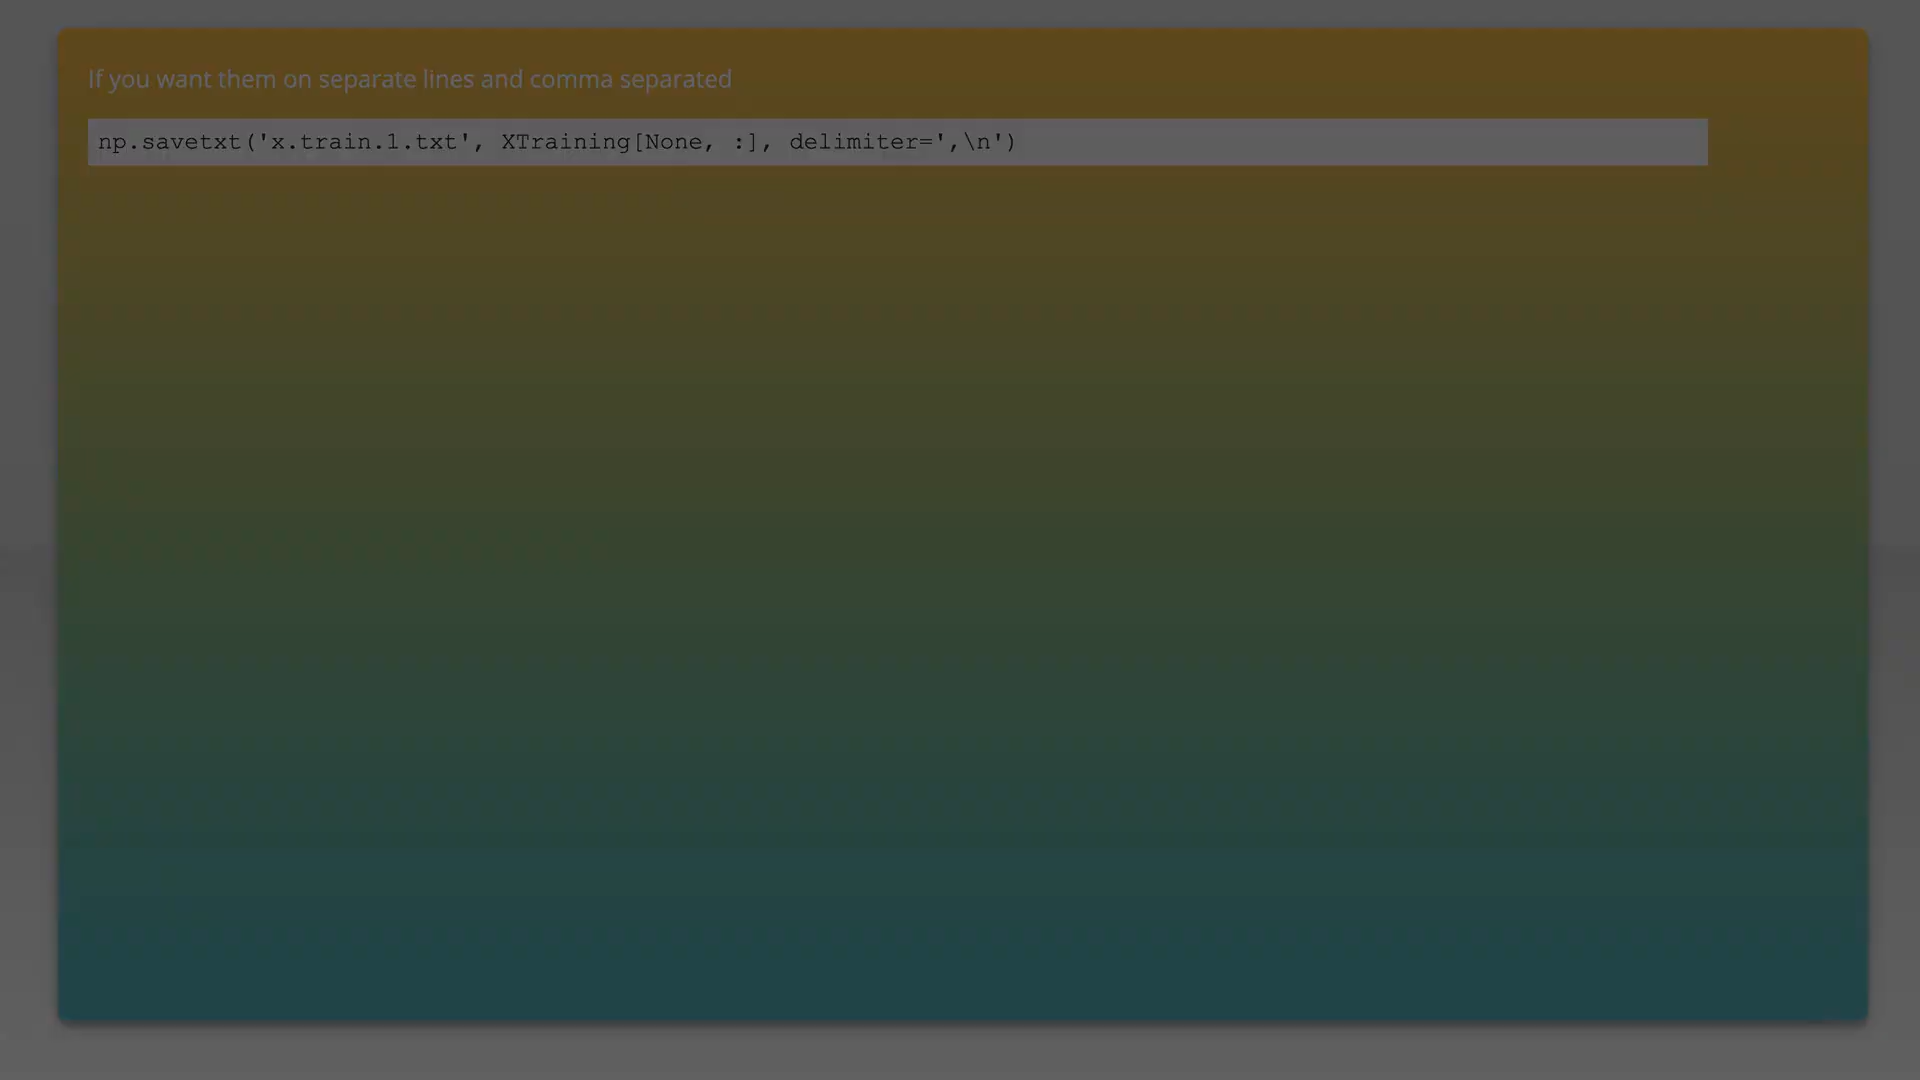 If you want them on separate lines and comma separated
np.savetxt('x.train.1.txt', XTraining[None, :], delimiter=',\n')